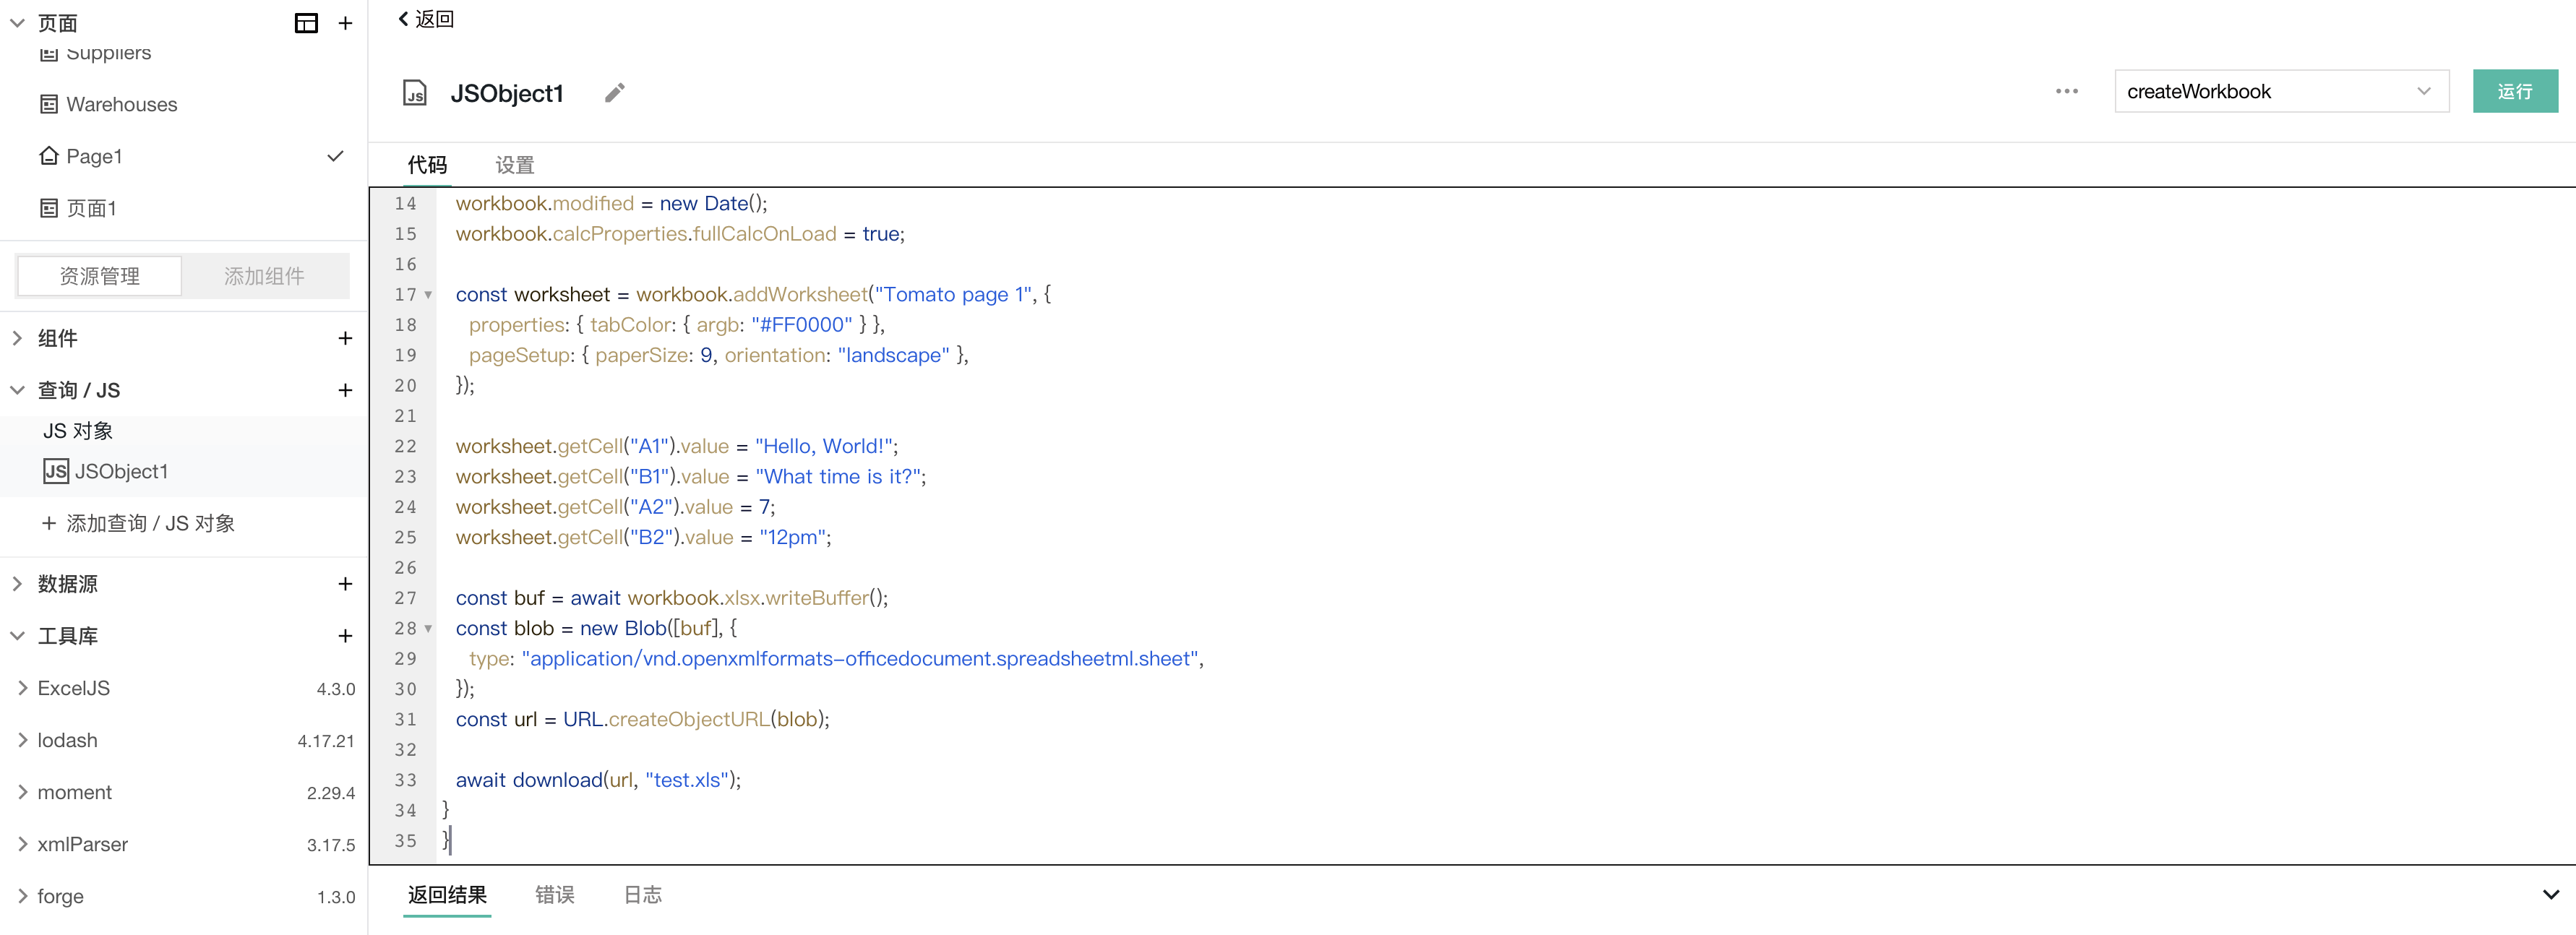 页面
Suppliers
Warehouses
Page1
页面1
资源管理
添加组件
组件
查询 / JS
JS 对象
JS JSObject1
添加查询 / JS 对象
数据源
工具库
ExcelJS 4.3.0
lodash 4.17.21
moment 2.29.4
xmlParser 3.17.5
forge 1.3.0
返回
JS JSObject1
createWorkbook
运行
代码 设置
14 workbook.modified = new Date();
15 workbook.calcProperties.fullCalcOnLoad = true;
16
17 const worksheet = workbook.addWorksheet("Tomato page 1", {
18 properties: { tabColor: { argb: "#FF0000" } },
19 pageSetup: { paperSize: 9, orientation: "landscape" },
20 });
21
22 worksheet.getCell("A1").value = "Hello, World!";
23 worksheet.getCell("B1").value = "What time is it?";
24 worksheet.getCell("A2").value = 7;
25 worksheet.getCell("B2").value = "12pm";
26
27 const buf = await workbook.xlsx.writeBuffer();
28 const blob = new Blob([buf], {
29 type: "application/vnd.openxmlformats-officedocument.spreadsheetml.sheet",
30 });
31 const url = URL.createObjectURL(blob);
32
33 await download(url, "test.xls");
34 }
35 }
返回结果 错误 日志